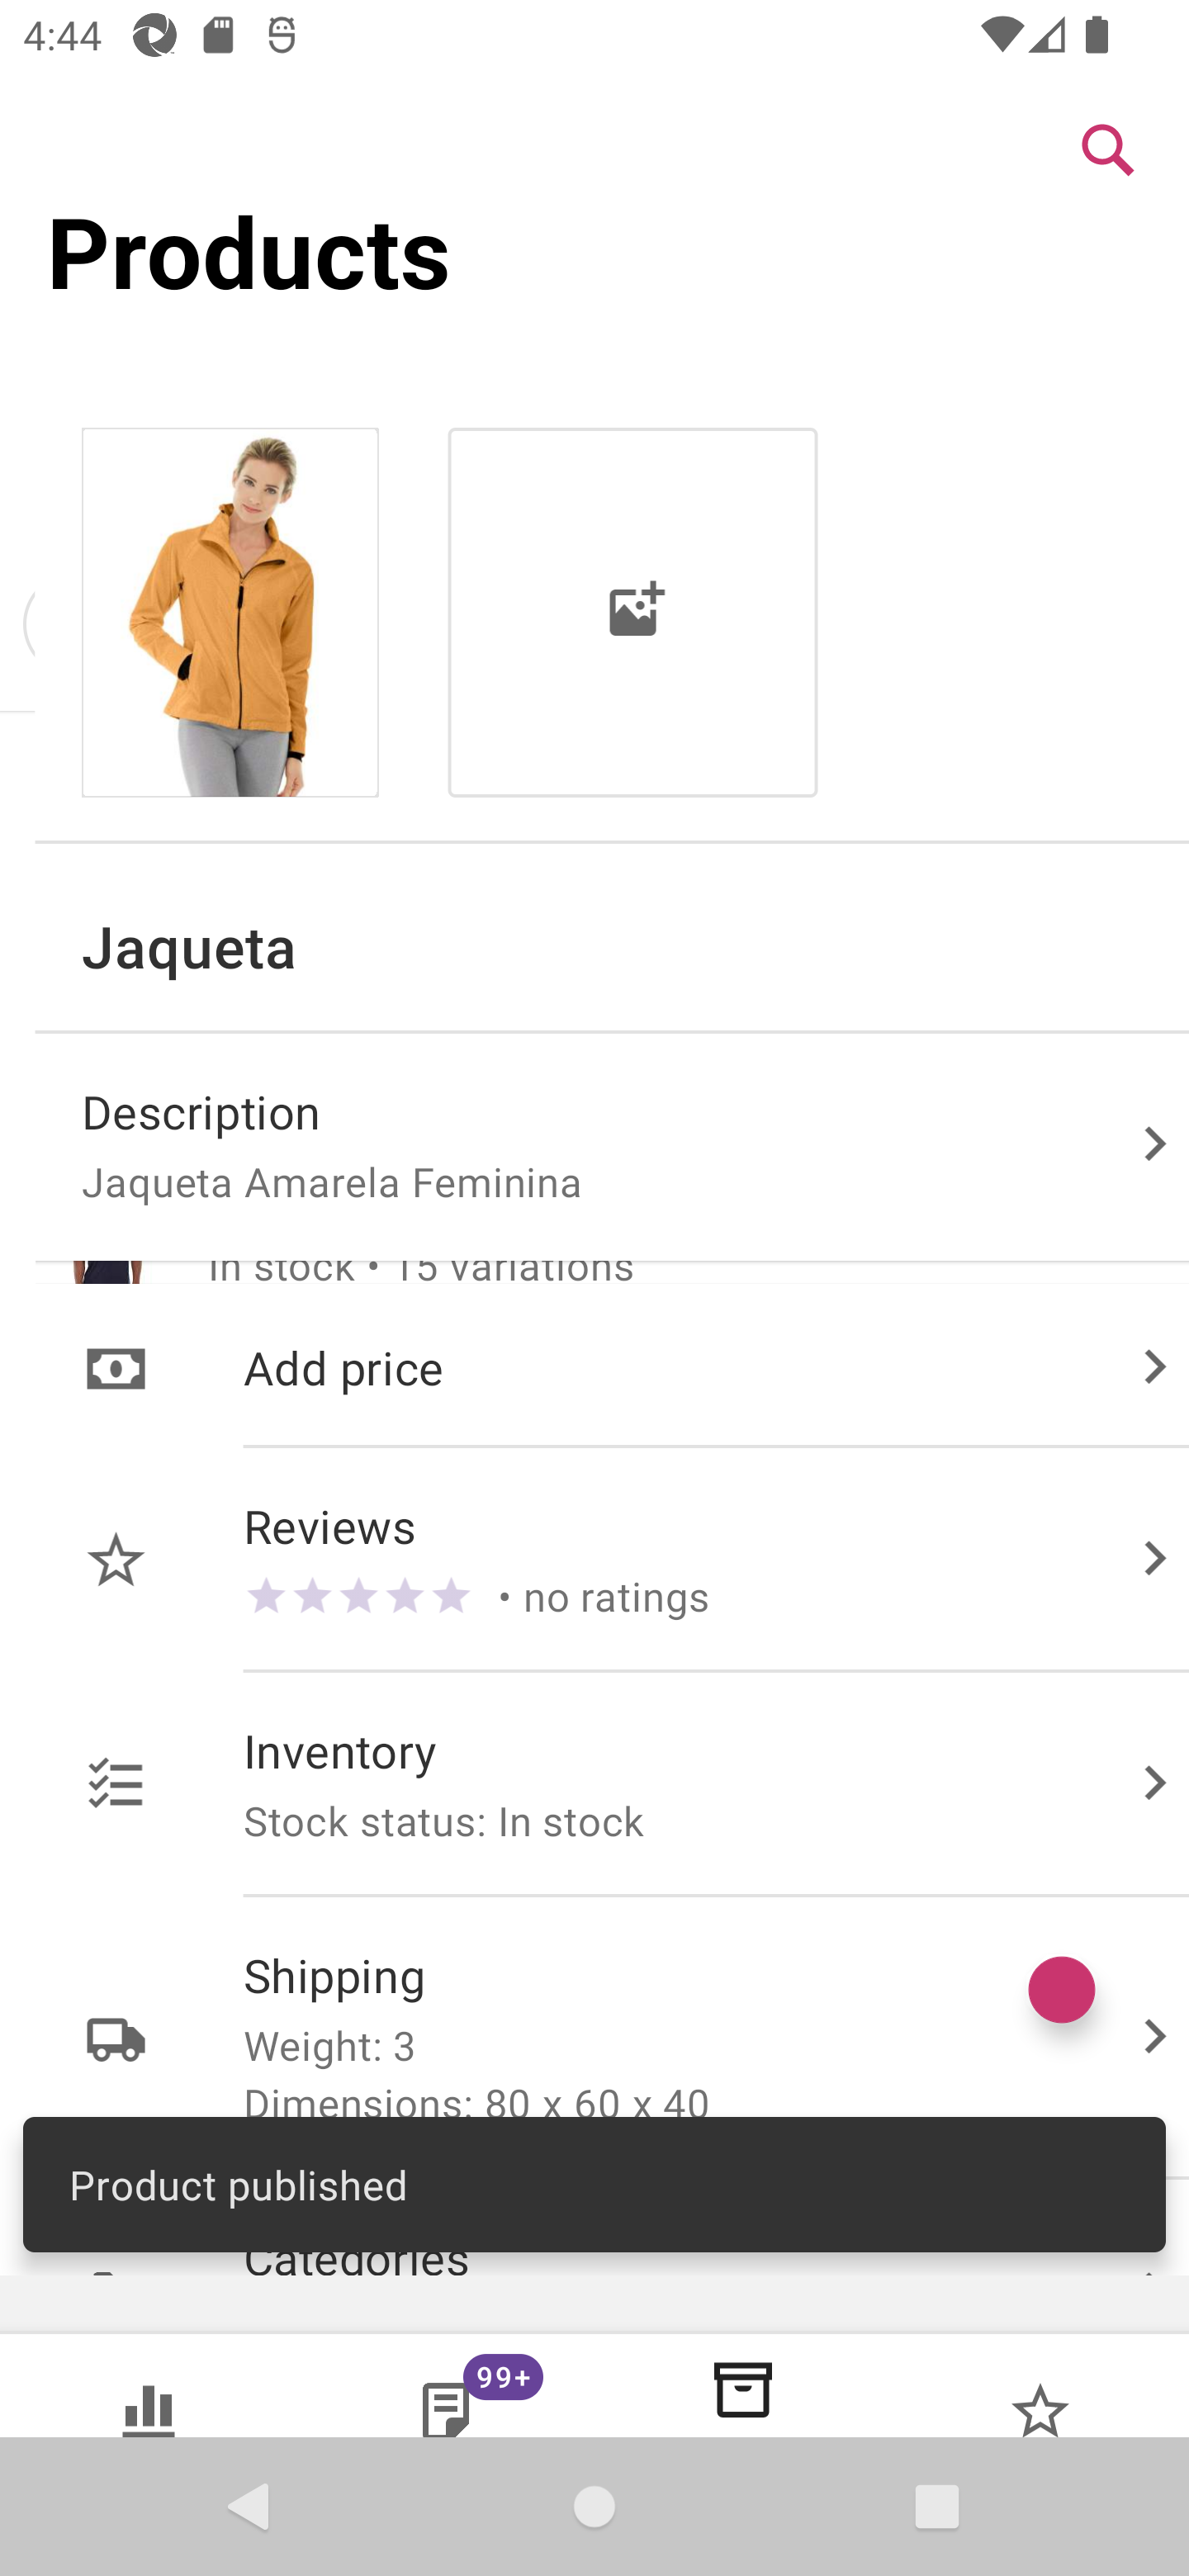 4:44
Products
Jaqueta
Description
Jaqueta Amarela Feminina
In stock • 15 variations
Add price
Reviews
• no ratings
Inventory
Stock status: In stock
Shipping
Weight: 3
Dimensions: 80 x 60 x 40
Product published
Categories
99+